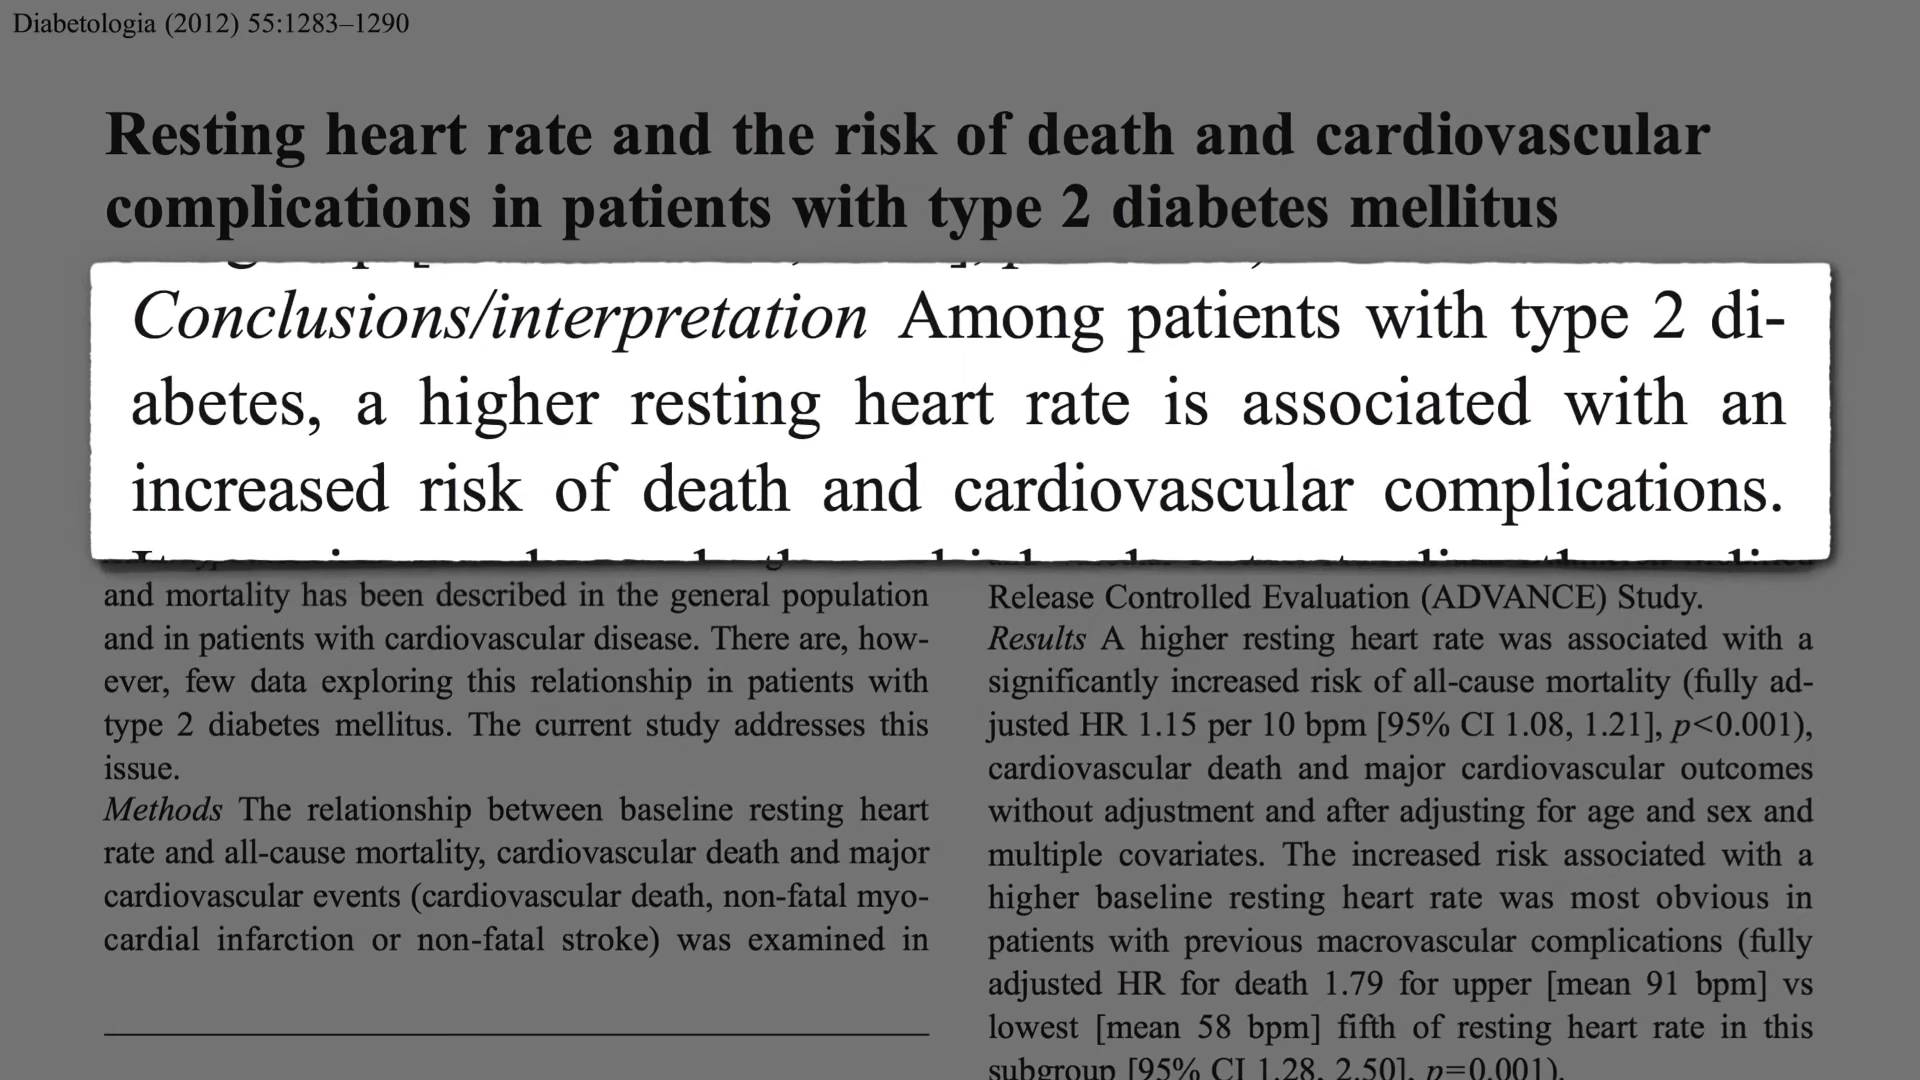 Diabetologia (2012) 55:1283–1290
Resting heart rate and the risk of death and cardiovascular
complications in patients with type 2 diabetes mellitus
Conclusions/interpretation Among patients with type 2 di-
abetes, a higher resting heart rate is associated with an
increased risk of death and cardiovascular complications.
and mortality has been described in the general population
and in patients with cardiovascular disease. There are, how-
ever, few data exploring this relationship in patients with
type 2 diabetes mellitus. The current study addresses this
issue.
Methods The relationship between baseline resting heart
rate and all-cause mortality, cardiovascular death and major
cardiovascular events (cardiovascular death, non-fatal myo-
cardial infarction or non-fatal stroke) was examined in
Release Controlled Evaluation (ADVANCE) Study.
Results A higher resting heart rate was associated with a
significantly increased risk of all-cause mortality (fully ad-
justed HR 1.15 per 10 bpm [95% CI 1.08, 1.21], p<0.001),
cardiovascular death and major cardiovascular outcomes
without adjustment and after adjusting for age and sex and
multiple covariates. The increased risk associated with a
higher baseline resting heart rate was most obvious in
patients with previous macrovascular complications (fully
adjusted HR for death 1.79 for upper [mean 91 bpm] vs
lowest [mean 58 bpm] fifth of resting heart rate in this
subgroup [95% CI 1.28, 2.50], p=0.001).